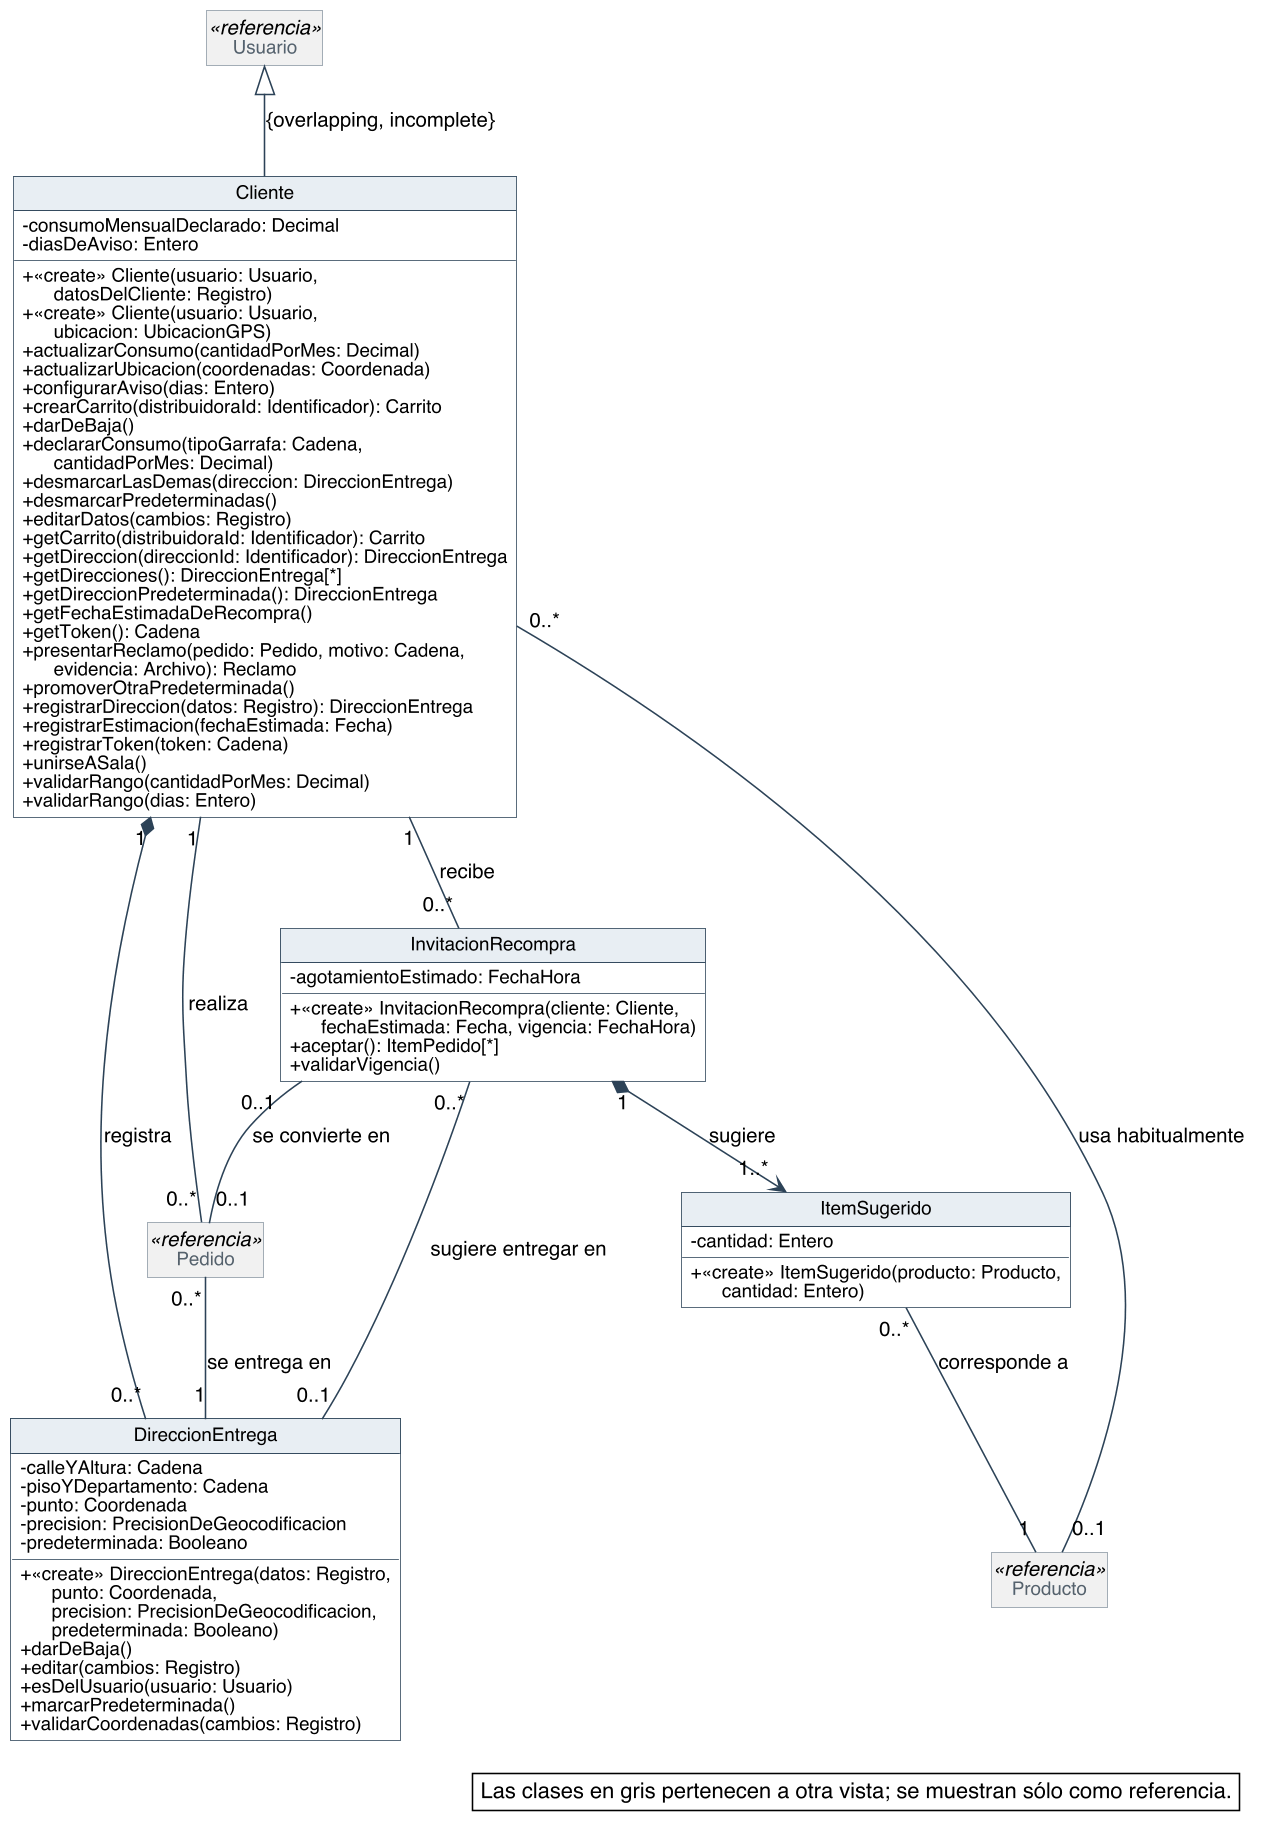 «referencia»
Usuario
{overlapping, incomplete}
Cliente
-consumoMensualDeclarado: Decimal
-diasDeAviso: Entero
+«create» Cliente(usuario: Usuario,
datosDelCliente: Registro)
+«create» Cliente(usuario: Usuario,
ubicacion: UbicacionGPS)
+actualizarConsumo(cantidadPorMes: Decimal)
+actualizarUbicacion(coordenadas: Coordenada)
+configurarAviso(dias: Entero)
+crearCarrito(distribuidoraId: Identificador): Carrito
+darDeBaja()
+declararConsumo(tipoGarrafa: Cadena,
cantidadPorMes: Decimal)
+desmarcarLasDemas(direccion: DireccionEntrega)
+desmarcarPredeterminadas()
+editarDatos(cambios: Registro)
+getCarrito(distribuidoraId: Identificador): Carrito
+getDireccion(direccionId: Identificador): DireccionEntrega
+getDirecciones(): DireccionEntrega[*]
+getDireccionPredeterminada(): DireccionEntrega
+getFechaEstimadaDeRecompra()
+getToken(): Cadena
+presentarReclamo(pedido: Pedido, motivo: Cadena,
evidencia: Archivo): Reclamo
+promoverOtraPredeterminada()
+registrarDireccion(datos: Registro): DireccionEntrega
+registrarEstimacion(fechaEstimada: Fecha)
+registrarToken(token: Cadena)
+unirseASala()
+validarRango(cantidadPorMes: Decimal)
+validarRango(dias: Entero)
0..*
1
1
1
recibe
0..*
InvitacionRecompra
-agotamientoEstimado: FechaHora
+«create» InvitacionRecompra(cliente: Cliente,
fechaEstimada: Fecha, vigencia: FechaHora)
+aceptar(): ItemPedido[*]
+validarVigencia()
realiza
0..1
0..*
1
registra
se convierte en
sugiere
usa habitualmente
1..*
0..*
0..1
«referencia»
Pedido
ItemSugerido
-cantidad: Entero
+«create» ItemSugerido(producto: Producto,
cantidad: Entero)
sugiere entregar en
0..*
0..*
se entrega en
corresponde a
0..*
1
0..1
DireccionEntrega
-calleYAltura: Cadena
-pisoYDepartamento: Cadena
-punto: Coordenada
-precision: PrecisionDeGeocodificacion
-predeterminada: Booleano
+«create» DireccionEntrega(datos: Registro,
punto: Coordenada,
precision: PrecisionDeGeocodificacion,
predeterminada: Booleano)
+darDeBaja()
+editar(cambios: Registro)
+esDelUsuario(usuario: Usuario)
+marcarPredeterminada()
+validarCoordenadas(cambios: Registro)
1
0..1
«referencia»
Producto
Las clases en gris pertenecen a otra vista; se muestran sólo como referencia.